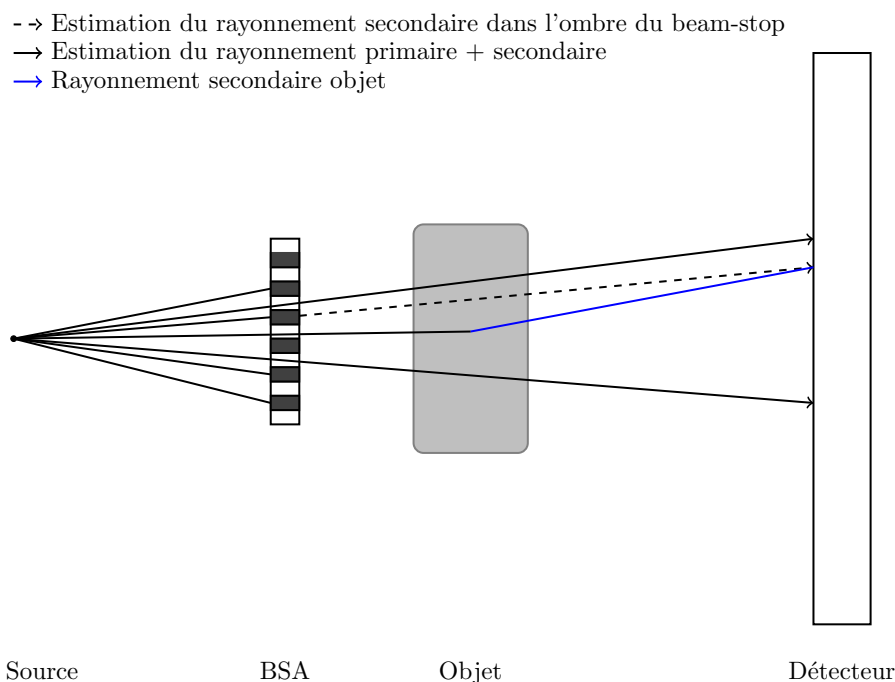 Estimation du rayonnement secondaire dans l'ombre du beam-stop
Estimation du rayonnement primaire + secondaire
Rayonnement secondaire objet
Source BSA Objet Détecteur